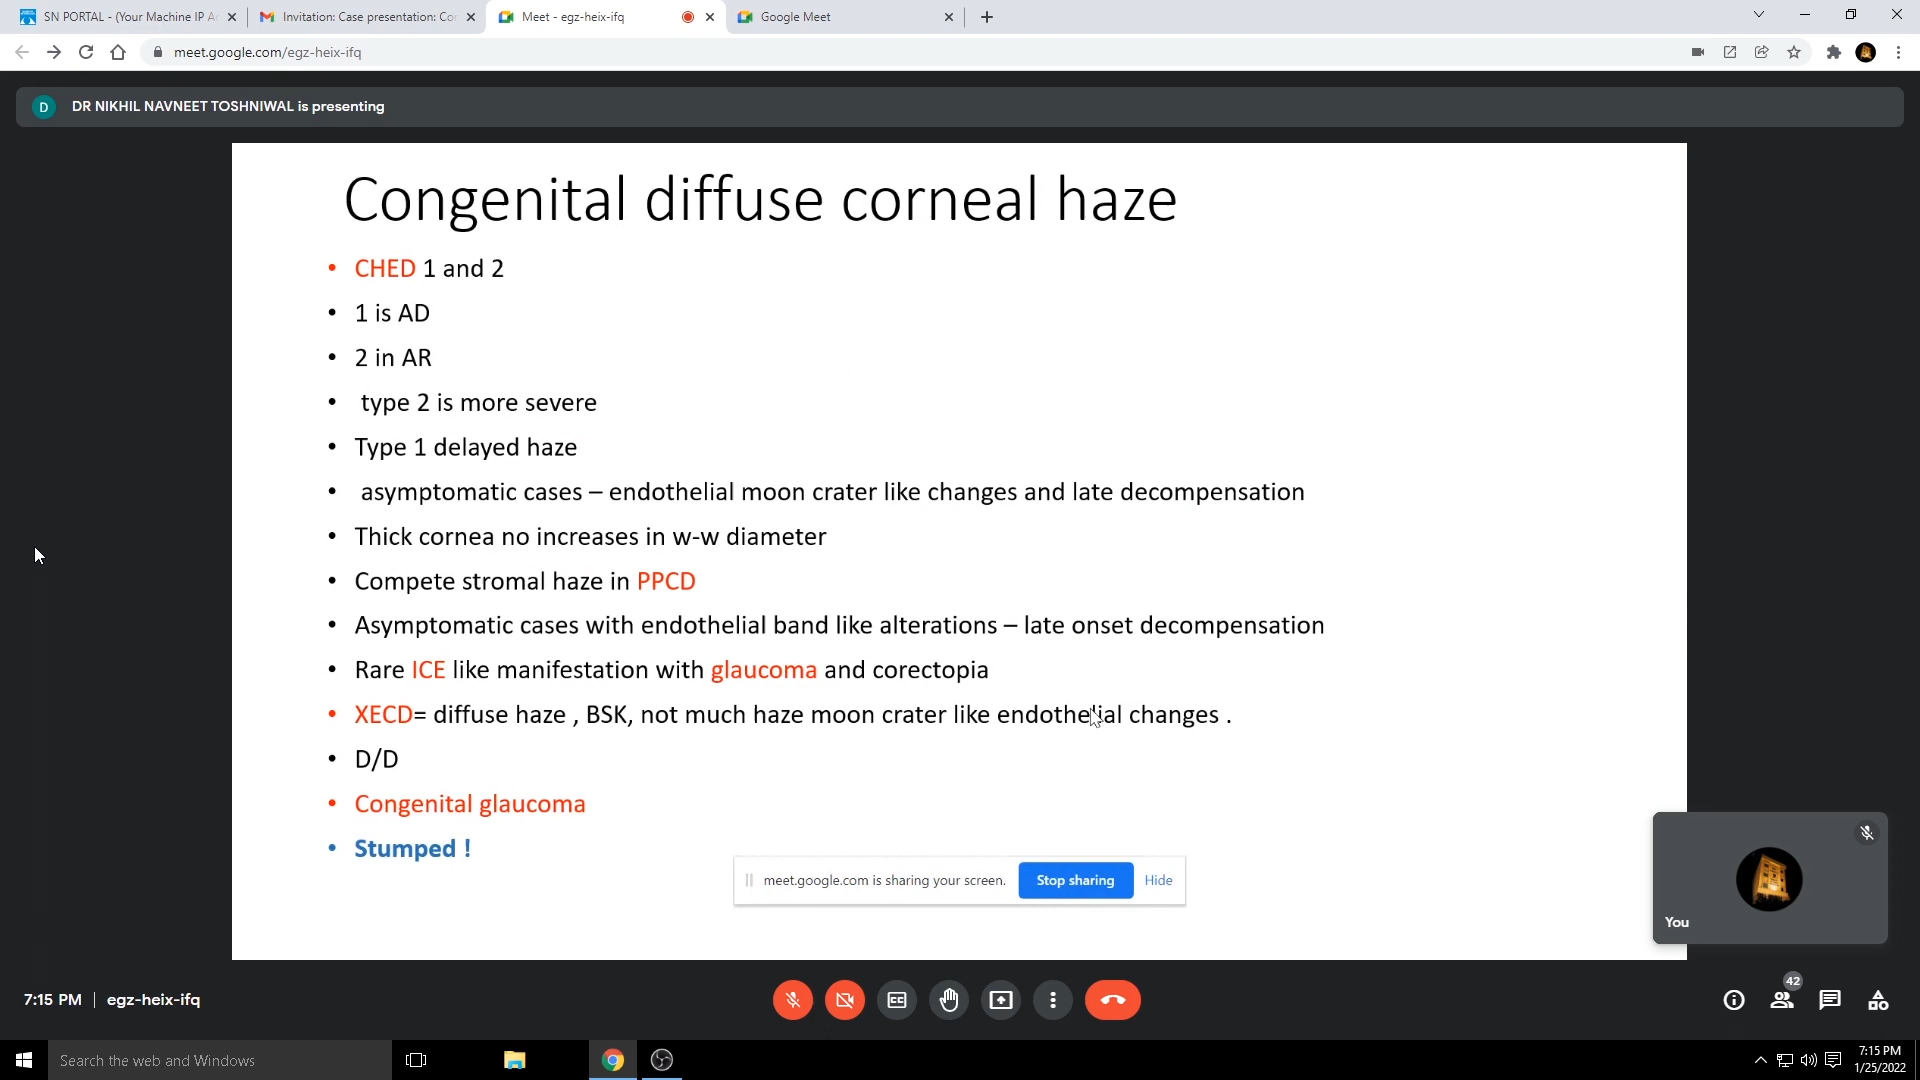 SN PORTAL - (Your Machine IP A
Invitation: Case presentation: Co
Meet - egz-heix-ifq
Google Meet
meet.google.com/egz-heix-ifq
D
DR NIKHIL NAVNEET TOSHNIWAL is presenting
Congenital diffuse corneal haze
• CHED 1 and 2
• 1 is AD
• 2 in AR
• type 2 is more severe
• Type 1 delayed haze
• asymptomatic cases – endothelial moon crater like changes and late decompensation
• Thick cornea no increases in w-w diameter
• Compete stromal haze in PPCD
• Asymptomatic cases with endothelial band like alterations – late onset decompensation
• Rare ICE like manifestation with glaucoma and corectopia
• XECD= diffuse haze , BSK, not much haze moon crater like endothelial changes .
• D/D
• Congenital glaucoma
• Stumped !
meet.google.com is sharing your screen. Stop sharing Hide
You
7:15 PM | egz-heix-ifq
42
Search the web and Windows
7:15 PM
1/25/2022